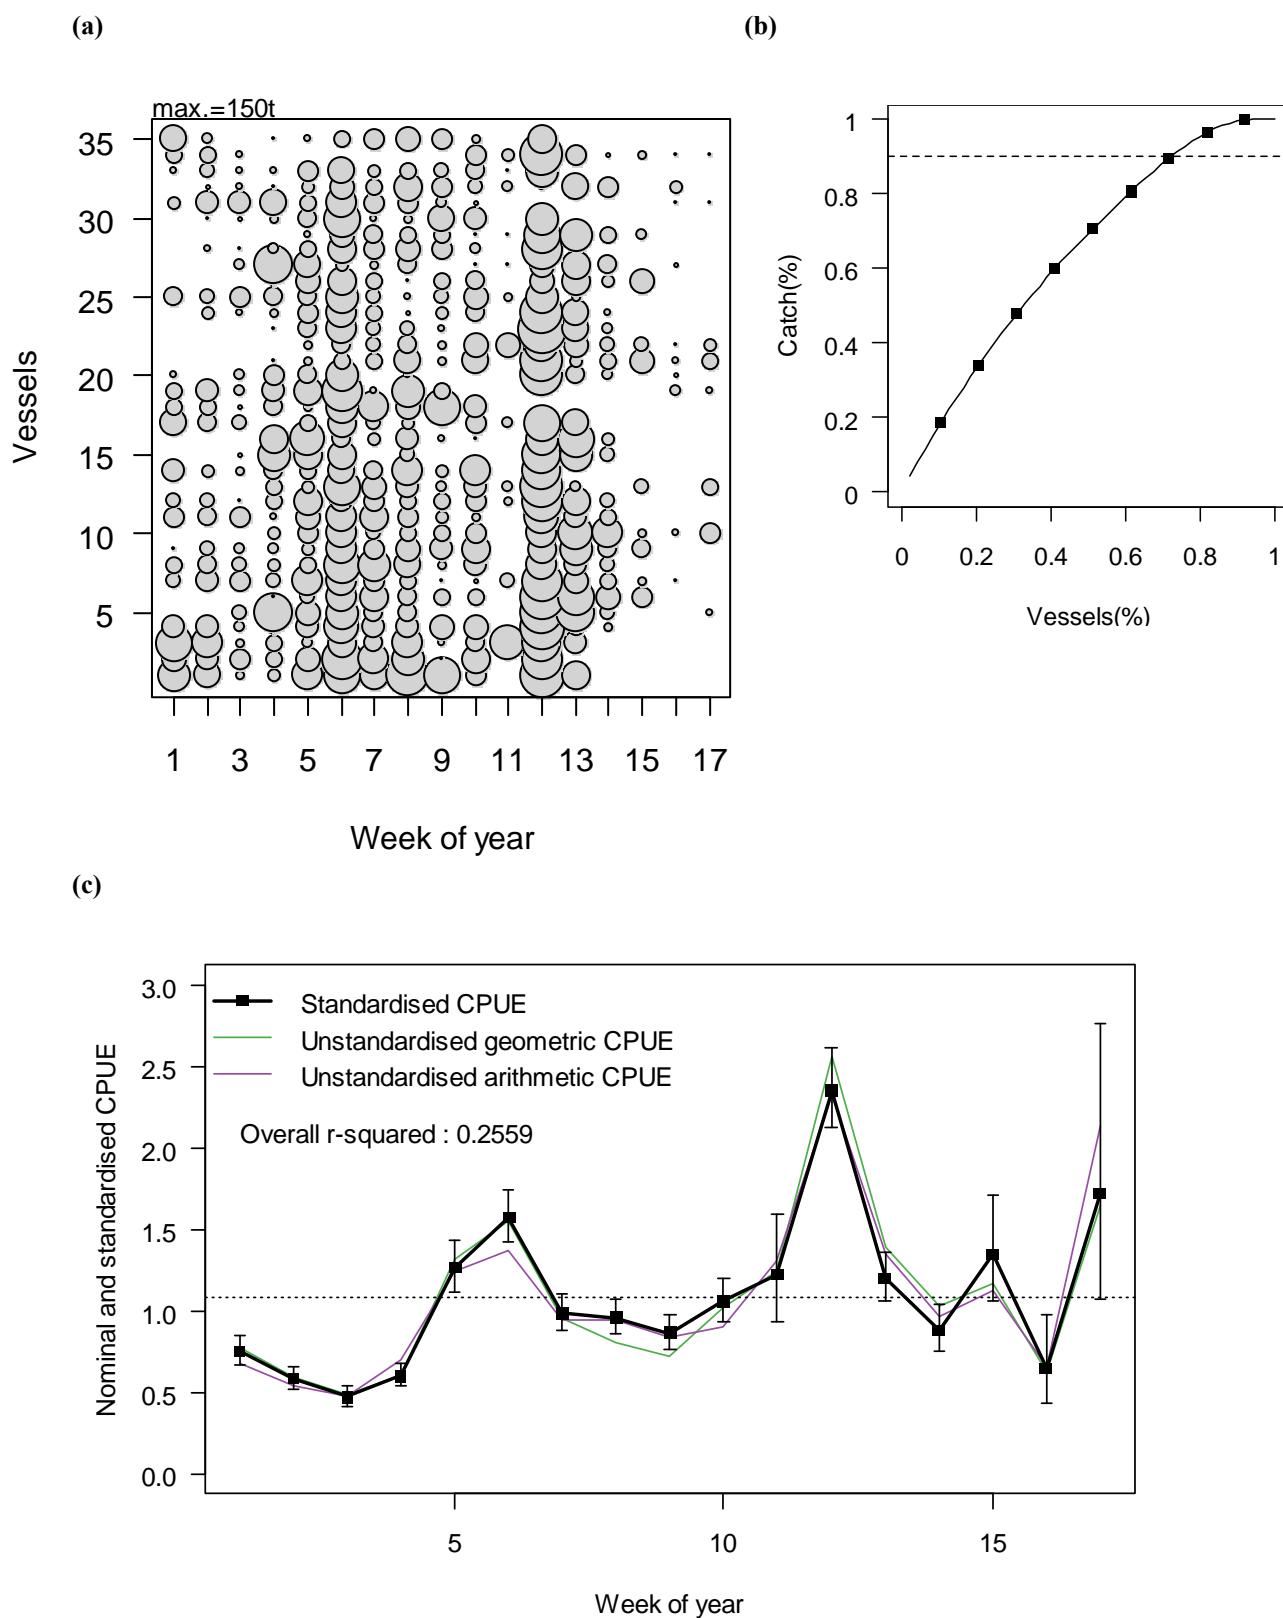 (a)
max.=150t
35
30
25
20
15
10
5
Vessels
1 3 5 7 9 11 13 15 17
Week of year
(b)
1
0.8
0.6
0.4
0.2
0
Catch(%)
0 0.2 0.4 0.6 0.8 1
Vessels(%)
(c)
3.0
2.5
2.0
1.5
1.0
0.5
0.0
Nominal and standardised CPUE
Standardised CPUE
Unstandardised geometric CPUE
Unstandardised arithmetic CPUE
Overall r-squared : 0.2559
5 10 15
Week of year